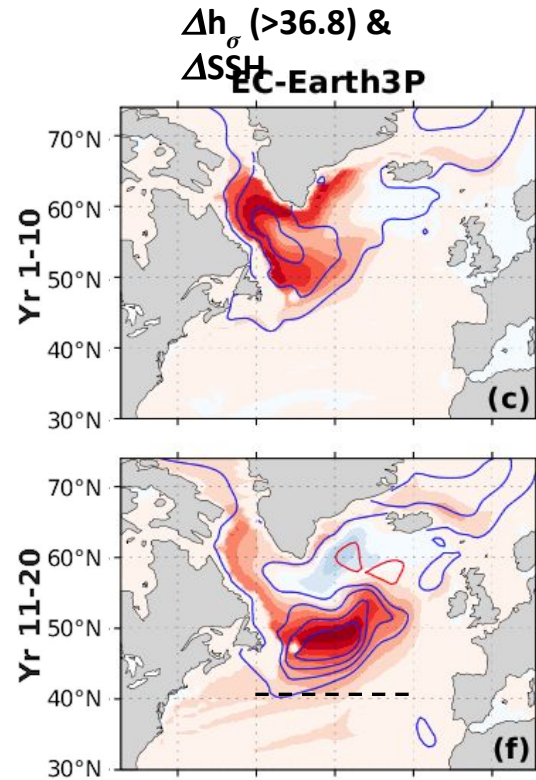 Δh_σ (>36.8) &
ΔSSH
EC-Earth3P
Yr 1-10
70°N
60°N
50°N
40°N
30°N
(c)
Yr 11-20
70°N
60°N
50°N
40°N
30°N
(f)